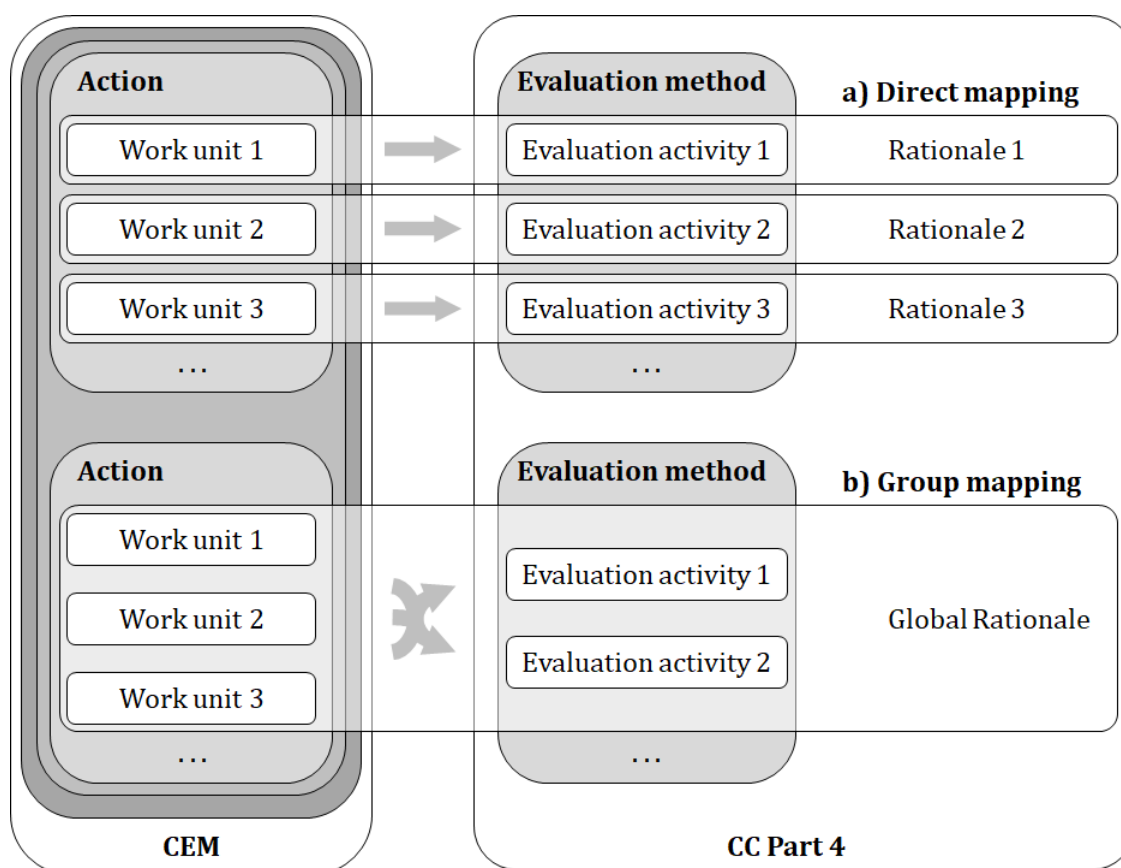 Action
Evaluation method
a) Direct mapping
Work unit 1
Evaluation activity 1
Rationale 1
Work unit 2
Evaluation activity 2
Rationale 2
Work unit 3
Evaluation activity 3
Rationale 3
...
...
Action
Evaluation method
b) Group mapping
Work unit 1
Work unit 2
Work unit 3
Evaluation activity 1
Evaluation activity 2
Global Rationale
...
...
CEM
CC Part 4